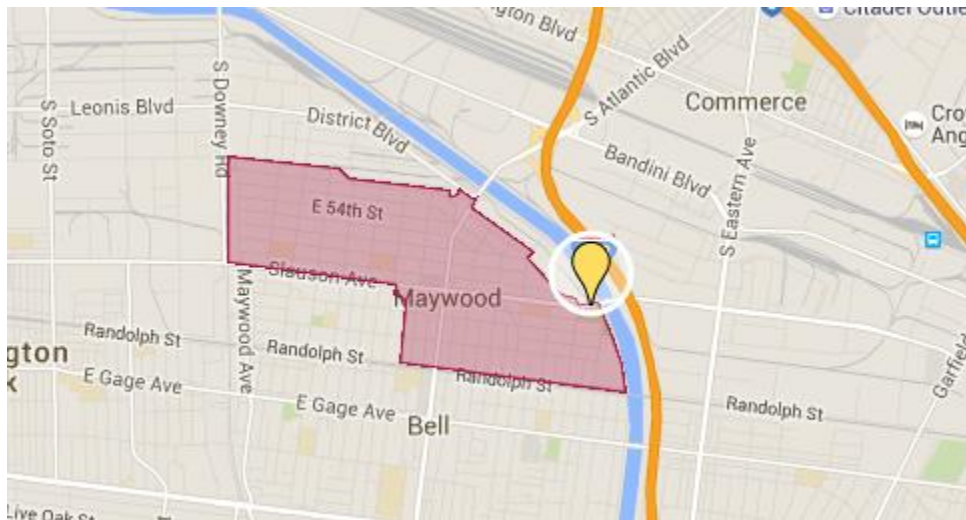 ngton Blvd
Citadel Outle
S Atlantic Blvd
Commerce
Leonis Blvd
S Downey Rd
District Blvd
S Soto St
Cro
Ang
Bandini Blvd
S Eastern Ave
E 54th St
Slauson Ave
Maywood
Maywood Ave
Randolph St
Randolph St
Randolph St
Randolph St
gton
k
E Gage Ave
E Gage Ave
Bell
Garfield
Live Oak St